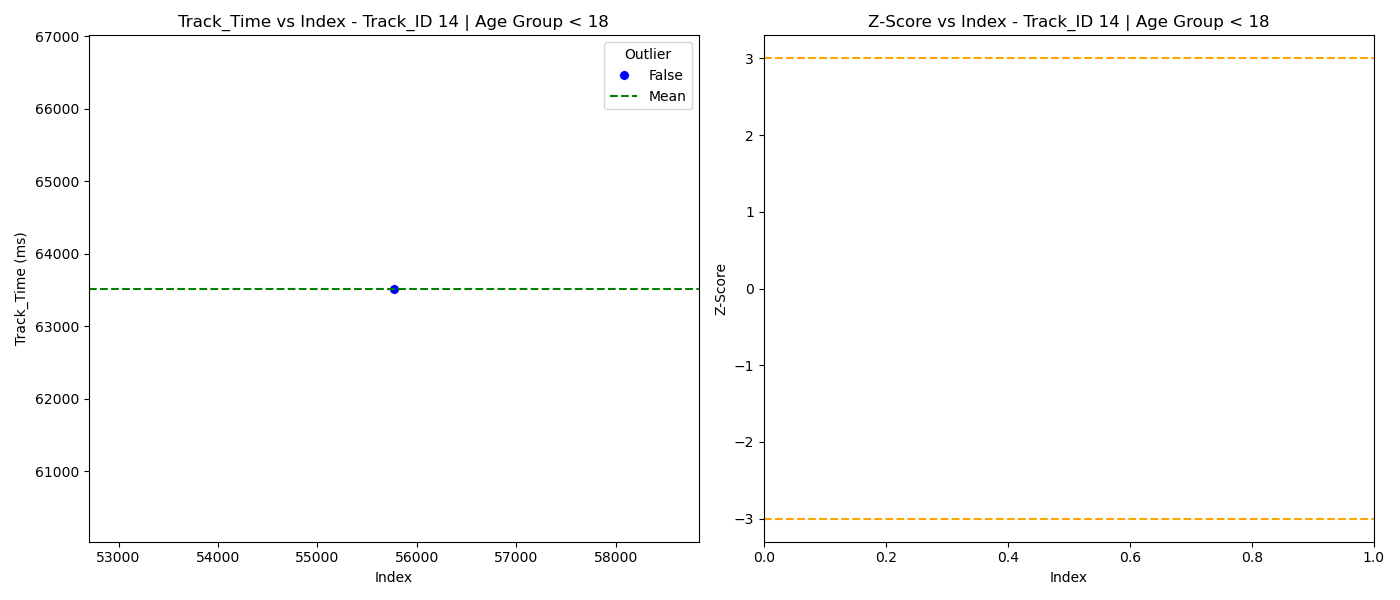 Track_Time vs Index - Track_ID 14 | Age Group < 18
67000
66000
65000
64000
63000
62000
61000
Track_Time (ms)
Outlier
False
Mean
53000 54000 55000 56000 57000 58000
Index
Z-Score vs Index - Track_ID 14 | Age Group < 18
3
2
1
0
−1
−2
−3
Z-Score
0.0 0.2 0.4 0.6 0.8 1.0
Index